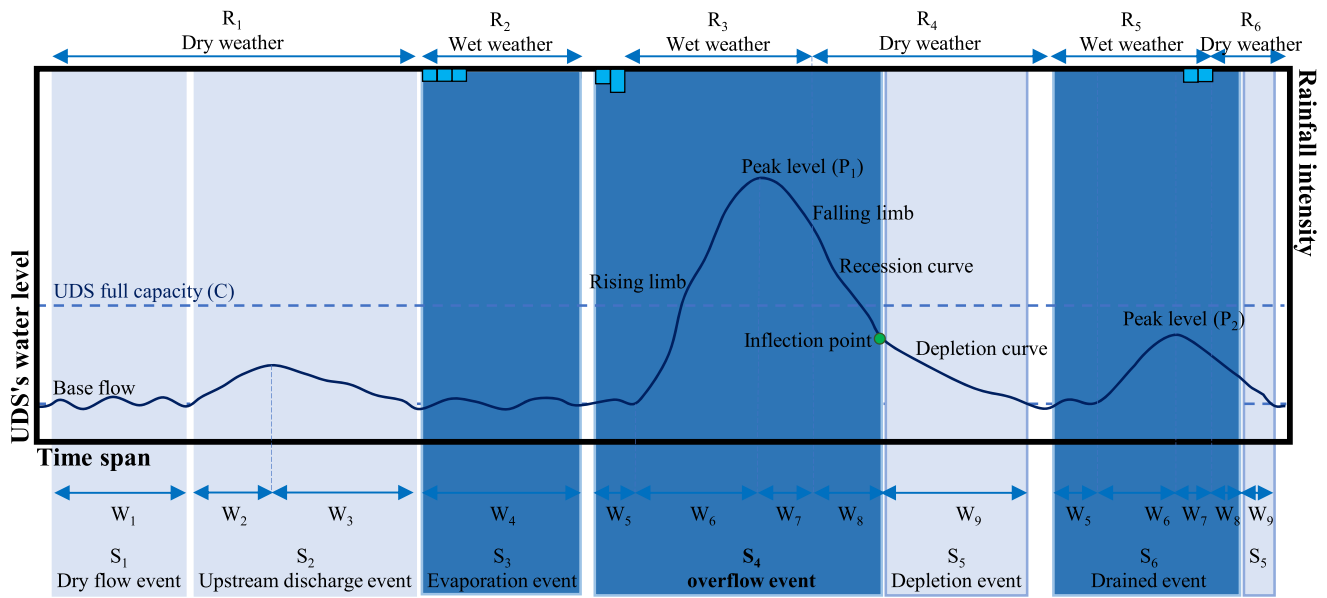 R₁
Dry weather
R₂
Wet weather
R₃
Wet weather
R₄
Dry weather
R₅
Wet weather
R₆
Dry weather
Rainfall intensity
UDS's water level
Peak level (P₁)
Falling limb
Recession curve
Rising limb
UDS full capacity (C)
Peak level (P₂)
Inflection point
Depletion curve
Base flow
Time span
W₁
W₂
W₃
W₄
W₅
W₆
W₇
W₈
W₉
W₅
W₆
W₇
W₈
W₉
S₁
Dry flow event
S₂
Upstream discharge event
S₃
Evaporation event
S₄
overflow event
S₅
Depletion event
S₆
Drained event
S₅